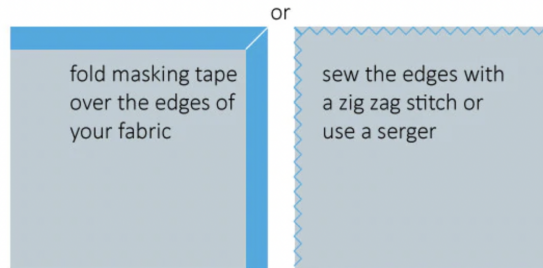 or
fold masking tape
over the edges of
your fabric
sew the edges with
a zig zag stitch or
use a serger